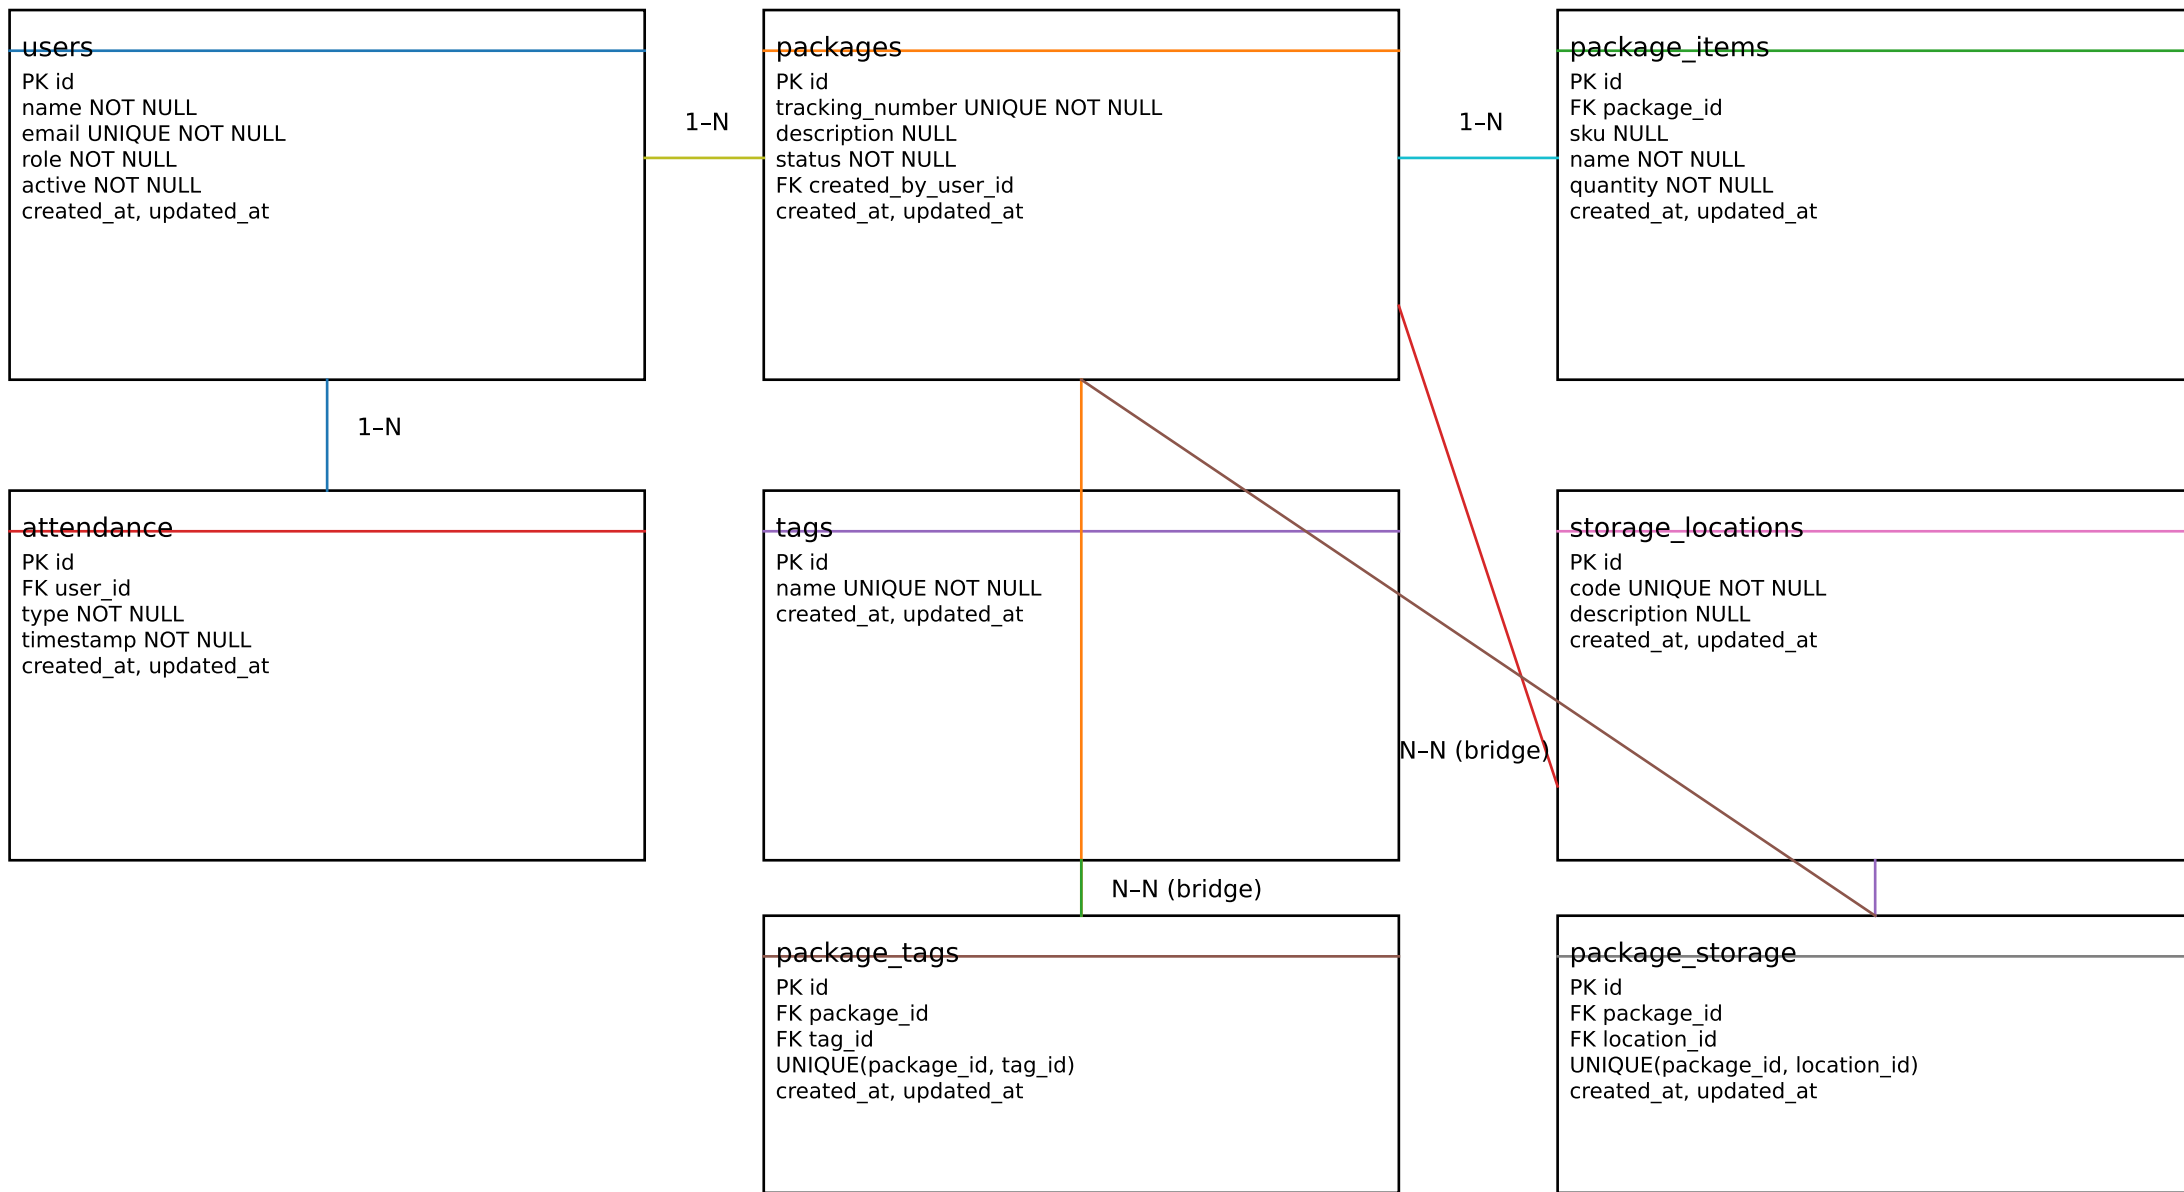 users
PK id
name NOT NULL
email UNIQUE NOT NULL
role NOT NULL
active NOT NULL
created_at, updated_at
1–N
packages
PK id
tracking_number UNIQUE NOT NULL
description NULL
status NOT NULL
FK created_by_user_id
created_at, updated_at
1–N
package_items
PK id
FK package_id
sku NULL
name NOT NULL
quantity NOT NULL
created_at, updated_at
1–N
attendance
PK id
FK user_id
type NOT NULL
timestamp NOT NULL
created_at, updated_at
tags
PK id
name UNIQUE NOT NULL
created_at, updated_at
N–N (bridge)
storage_locations
PK id
code UNIQUE NOT NULL
description NULL
created_at, updated_at
N–N (bridge)
package_tags
PK id
FK package_id
FK tag_id
UNIQUE(package_id, tag_id)
created_at, updated_at
package_storage
PK id
FK package_id
FK location_id
UNIQUE(package_id, location_id)
created_at, updated_at